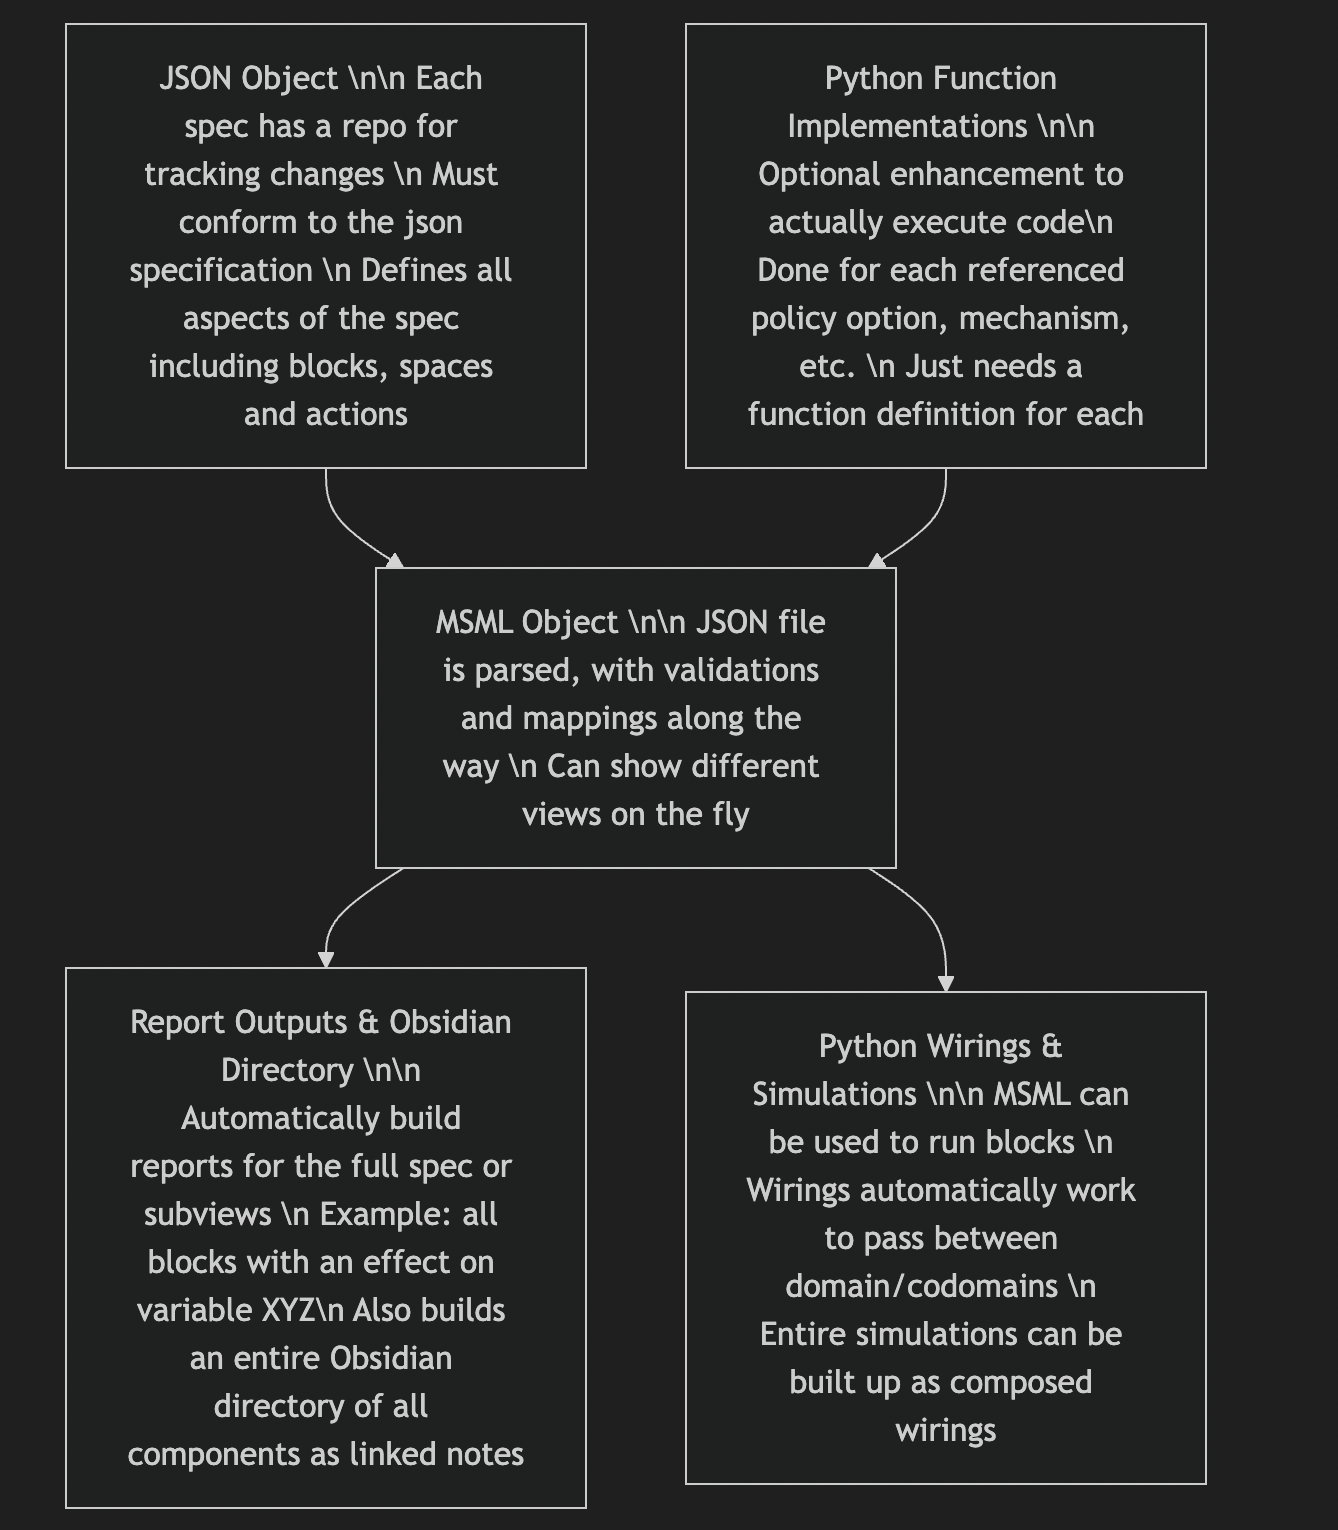 JSON Object \n\n Each
spec has a repo for
tracking changes \n Must
conform to the json
specification \n Defines all
aspects of the spec
including blocks, spaces
and actions
Python Function
Implementations \n\n
Optional enhancement to
actually execute code\n
Done for each referenced
policy option, mechanism,
etc. \n Just needs a
function definition for each
MSML Object \n\n JSON file
is parsed, with validations
and mappings along the
way \n Can show different
views on the fly
Report Outputs & Obsidian
Directory \n\n
Automatically build
reports for the full spec or
subviews \n Example: all
blocks with an effect on
variable XYZ\n Also builds
an entire Obsidian
directory of all
components as linked notes
Python Wirings &
Simulations \n\n MSML can
be used to run blocks \n
Wirings automatically work
to pass between
domain/codomains \n
Entire simulations can be
built up as composed
wirings